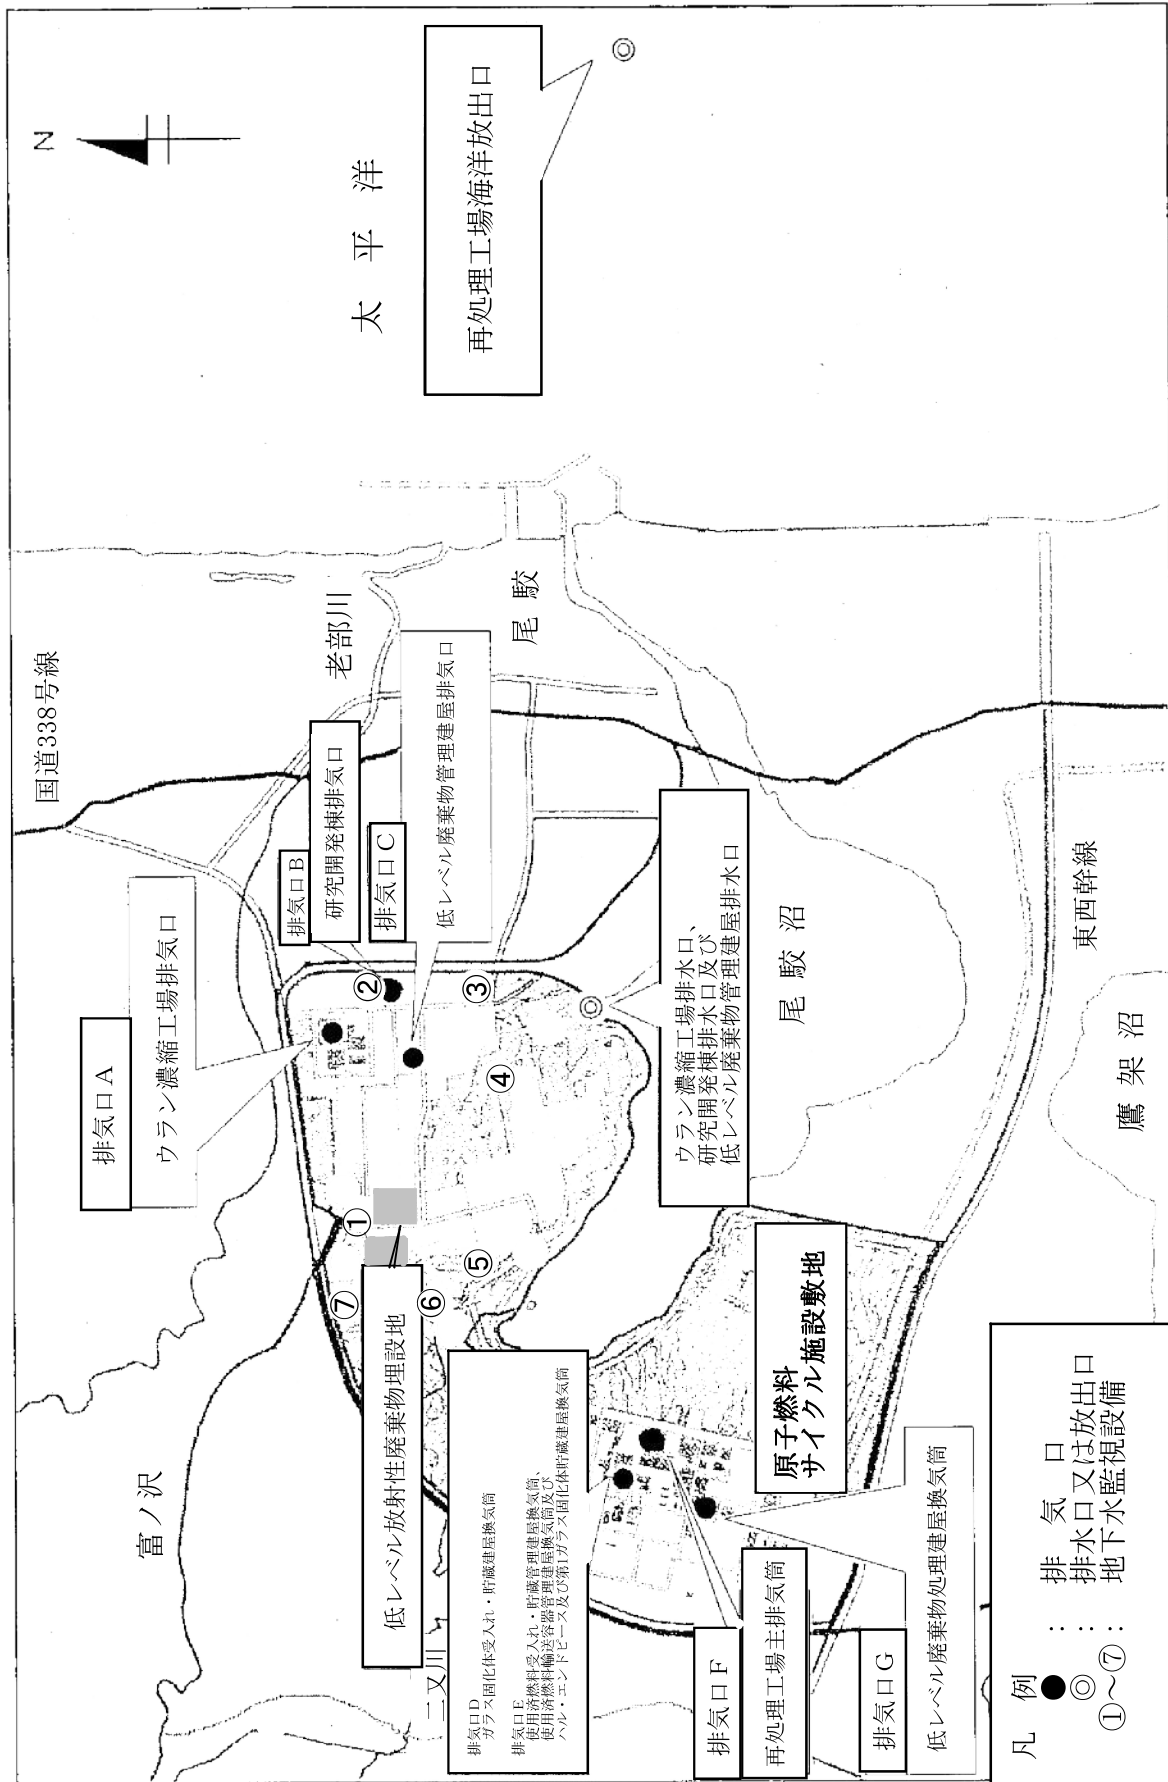 N
太平洋
再処理工場海洋放出口
国道338号線
老部川
尾駮
排気口A
ウラン濃縮工場排気口
排気口B
研究開発棟排気口
排気口C
低レベル廃棄物管理建屋排気口
②
③
④
①
⑤
⑥
⑦
ウラン濃縮工場排水口、
研究開発棟排水口及び
低レベル廃棄物管理建屋排水口
尾駮沼
東西幹線
鷹架沼
富ノ沢
低レベル放射性廃棄物埋設地
二又川
原子燃料
サイクル施設敷地
排気口D
ガラス固化体受入れ・貯蔵建屋換気筒
排気口E
使用済燃料受入れ・貯蔵管理建屋換気筒、
使用済燃料輸送容器管理建屋換気筒及び
ハル・エンドピース及び第1ガラス固化体貯蔵建屋換気筒
排気口F
再処理工場主排気筒
排気口G
低レベル廃棄物処理建屋換気筒
凡例
●：排気口
◎：排水口又は放出口
①～⑦：地下水監視設備